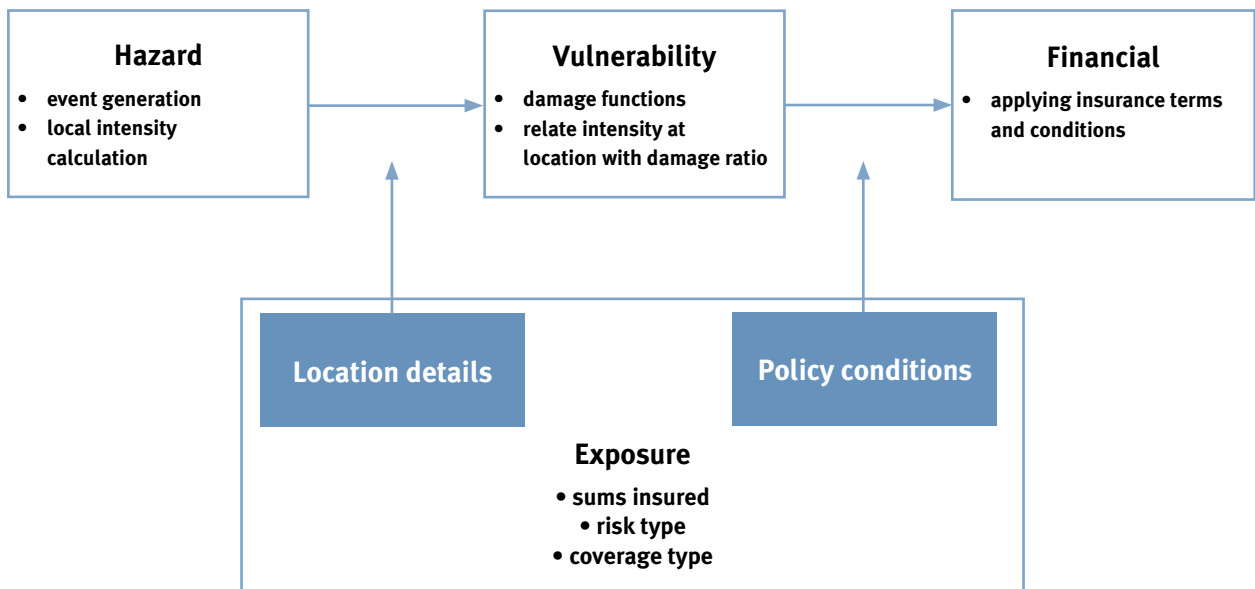 Hazard
• event generation
• local intensity
calculation
Vulnerability
• damage functions
• relate intensity at
location with damage ratio
Financial
• applying insurance terms
and conditions
Location details
Policy conditions
Exposure
• sums insured
• risk type
• coverage type